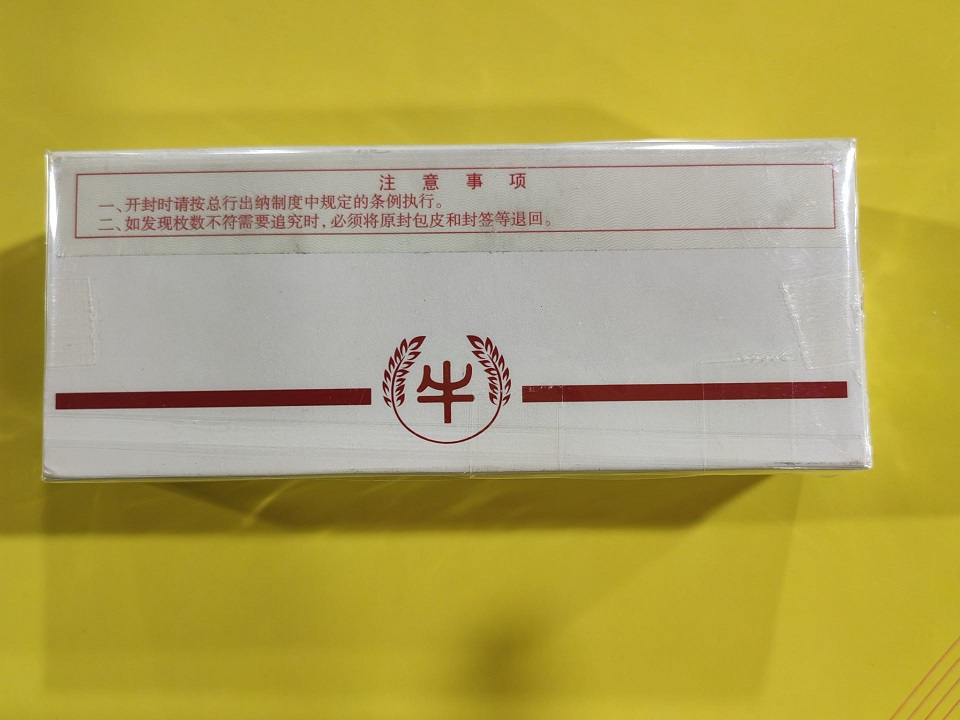 注意事项
一、开封时请按总行出纳制度中规定的条例执行。
二、如发现枚数不符需要追究时,必须将原封包皮和封签等退回。
牛